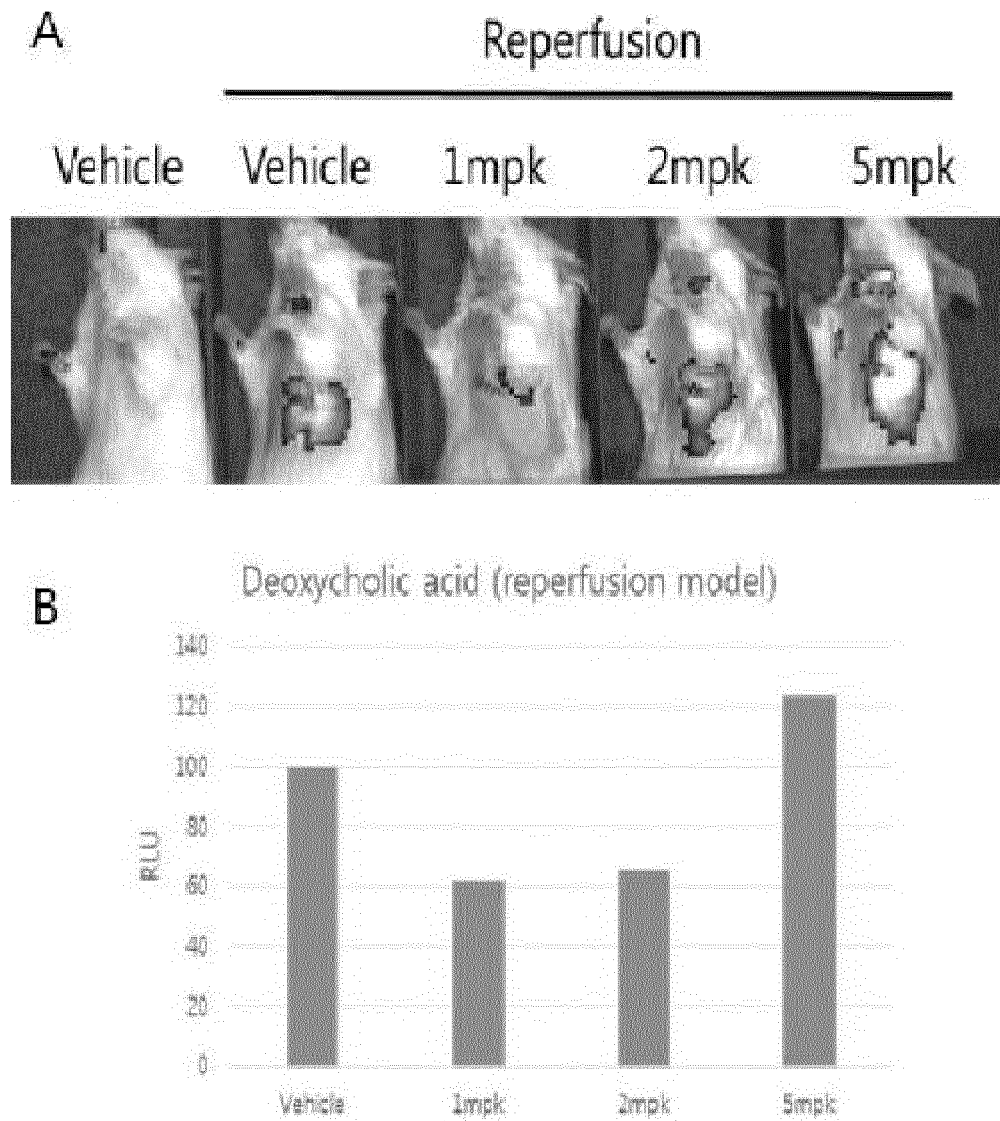 A
Reperfusion
Vehicle Vehicle 1mpk 2mpk 5mpk
B
Deoxycholic acid (reperfusion model)
140
120
100
80
60
40
20
0
RLU
Vehicle 1mpk 2mpk 5mpk